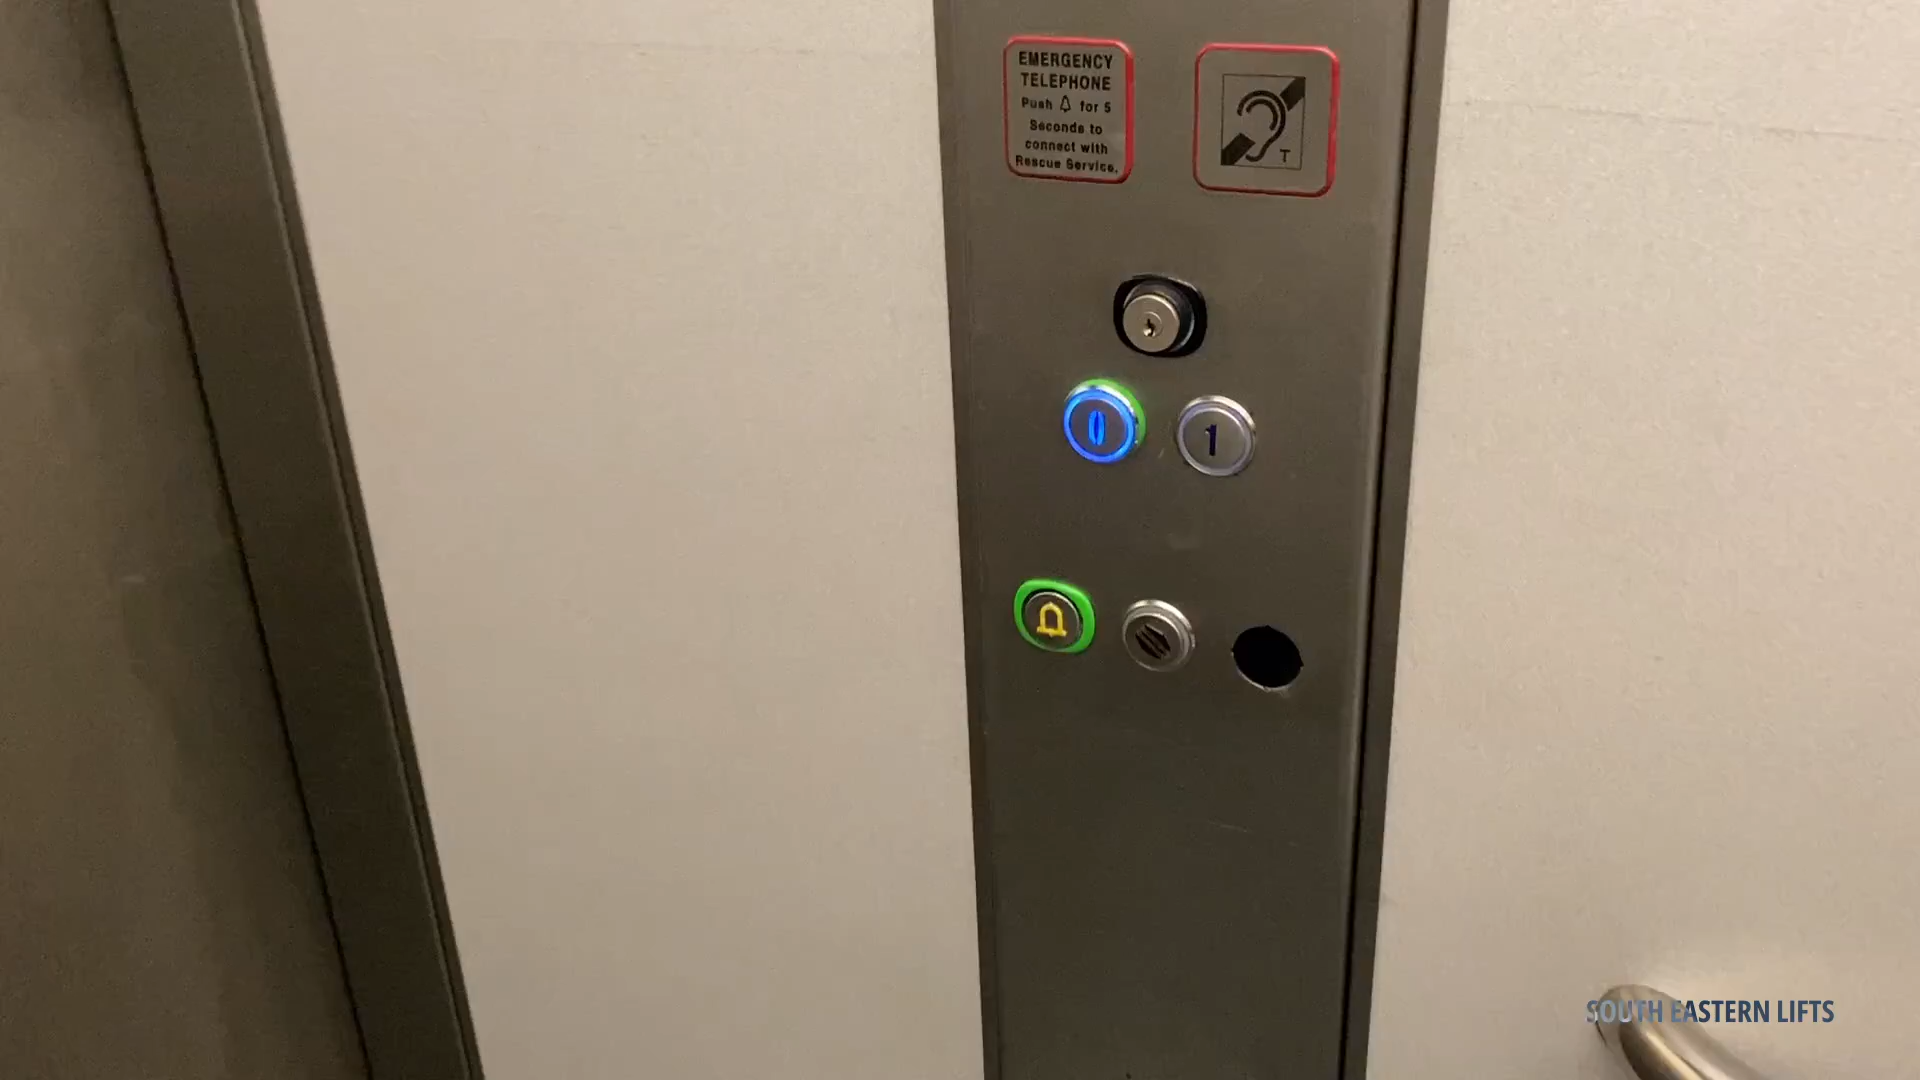 EMERGENCY
TELEPHONE
Push for 5
Seconds to
connect with
Rescue Service.
T
0
1
SOUTH EASTERN LIFTS